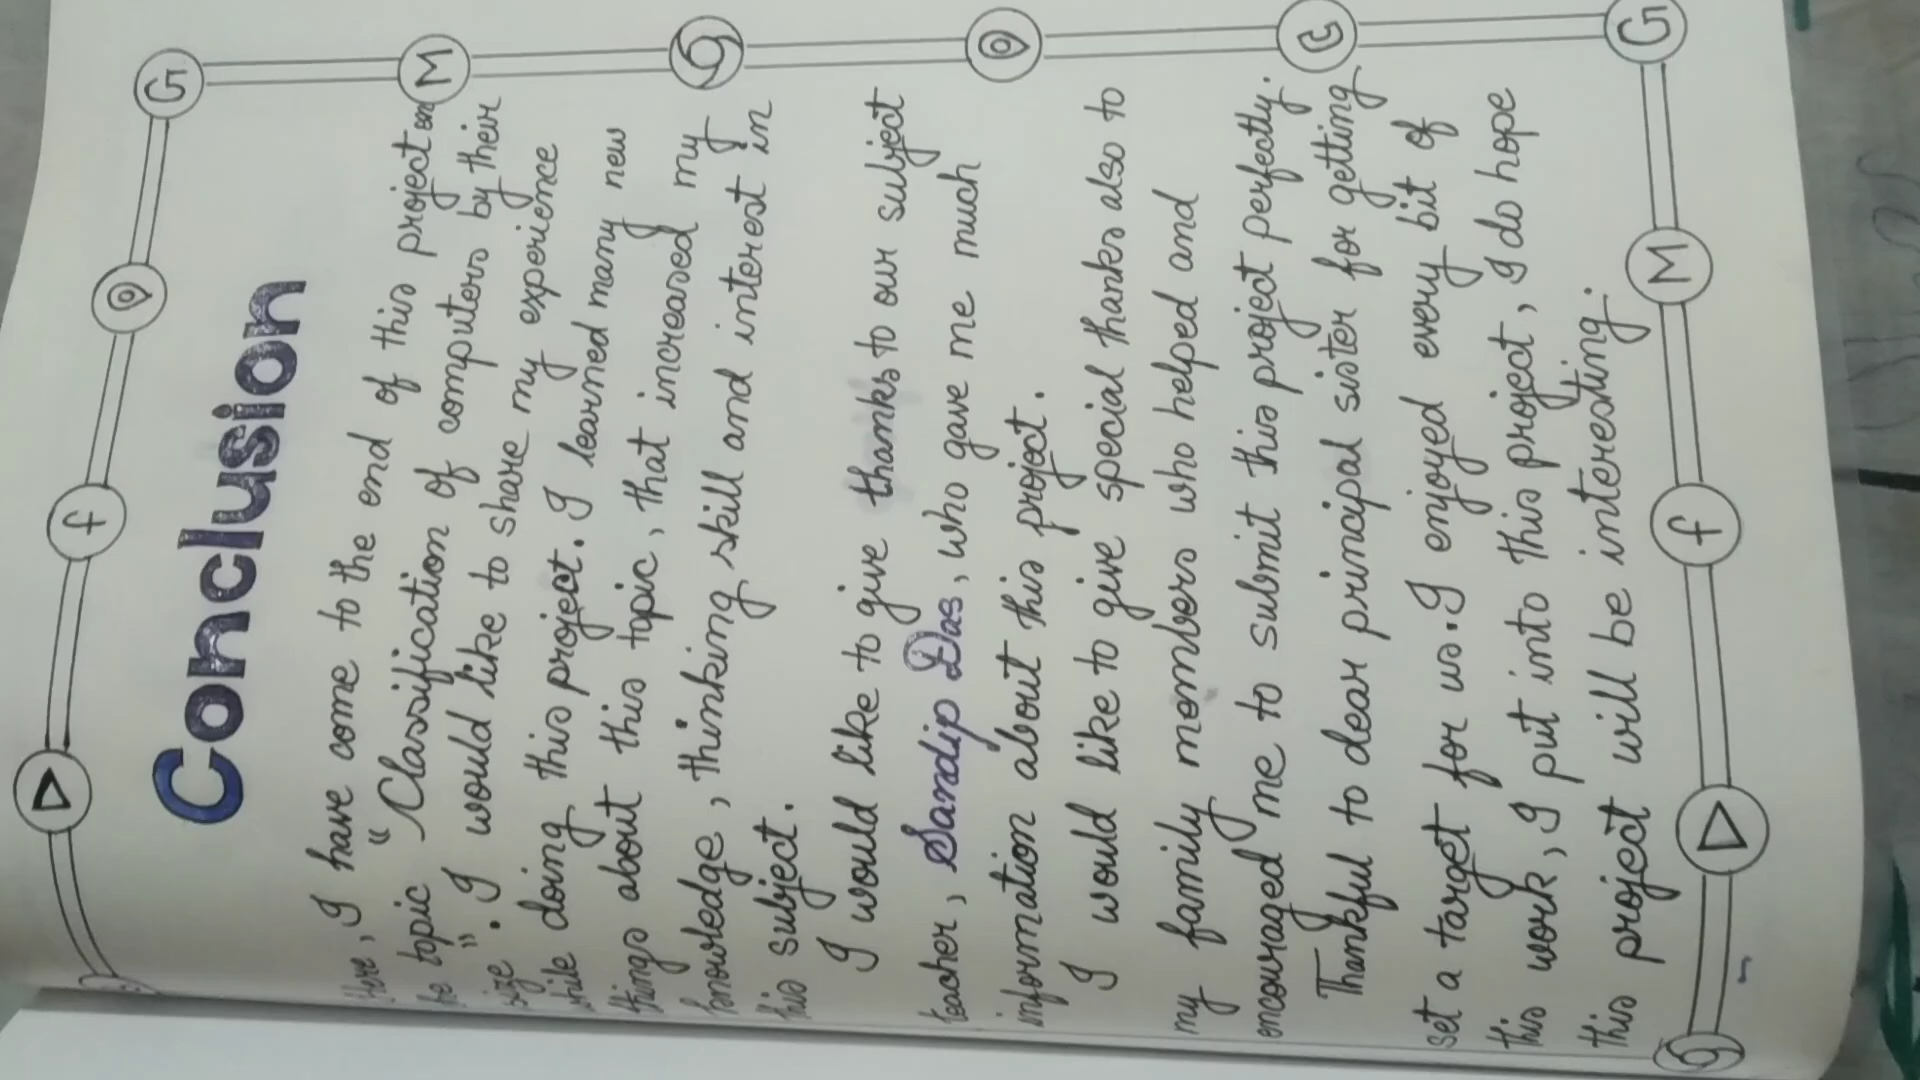 Conclusion
Here, I have come to the end of this project on
the topic "Classification of computers by their
size". I would like to share my experience
while doing this project. I learned many new
things about this topic, that increased my
knowledge, thinking skill and interest in
this subject.
I would like to give thanks to our subject
teacher, Sandip Das, who gave me much
information about this project.
I would like to give special thanks also to
my family members who helped and
encouraged me to submit this project perfectly.
Thankful to dear principal sister for getting
set a target for us. I enjoyed every bit of
this work, I put into this project, I do hope
this project will be interesting.